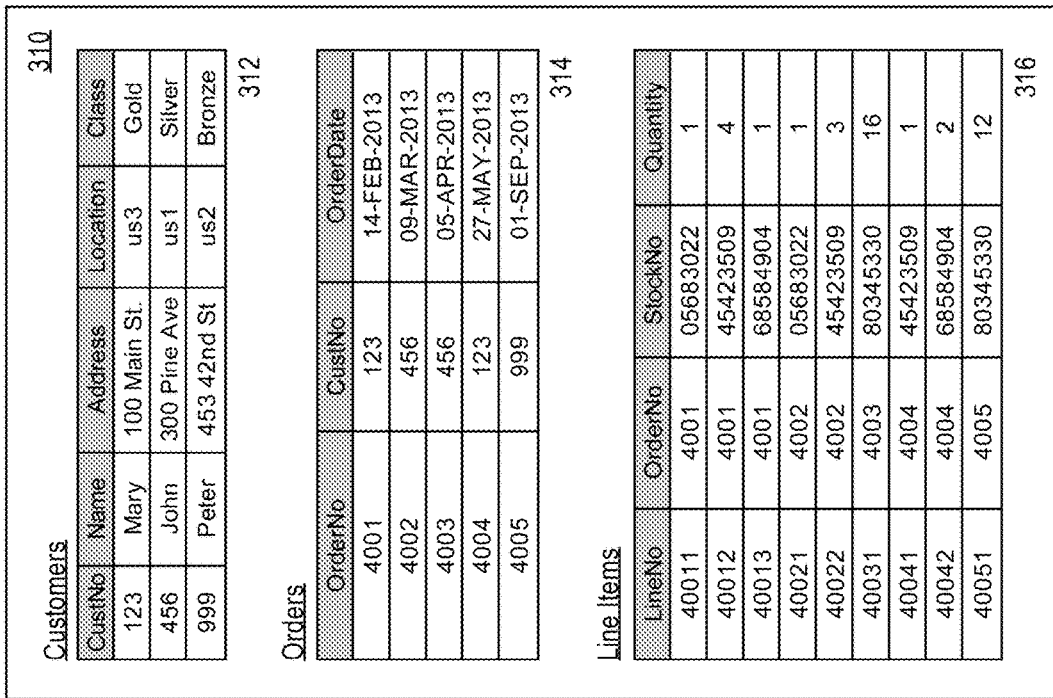 310
Customers
CustNo Name Address Location Class
123 Mary 100 Main St. us3 Gold
456 John 300 Pine Ave us1 Silver
999 Peter 453 42nd St us2 Bronze
312
Orders
OrderNo CustNo OrderDate
4001 123 14-FEB-2013
4002 456 09-MAR-2013
4003 456 05-APR-2013
4004 123 27-MAY-2013
4005 999 01-SEP-2013
314
Line Items
LineNo OrderNo StockNo Quantity
40011 4001 05683022 1
40012 4001 45423509 4
40013 4001 68584904 1
40021 4002 05683022 1
40022 4002 45423509 3
40031 4003 80345330 16
40041 4004 45423509 1
40042 4004 68584904 2
40051 4005 80345330 12
316